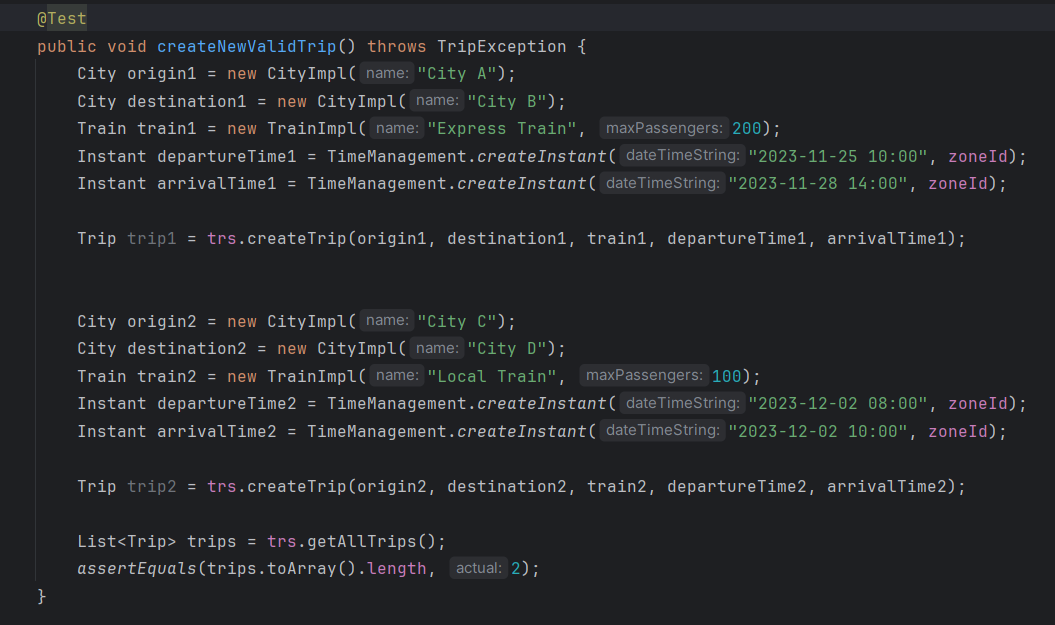 @Test
public void createNewValidTrip() throws TripException {
    City origin1 = new CityImpl( name: "City A");
    City destination1 = new CityImpl( name: "City B");
    Train train1 = new TrainImpl( name: "Express Train", maxPassengers: 200);
    Instant departureTime1 = TimeManagement.createInstant( dateTimeString: "2023-11-25 10:00", zoneId);
    Instant arrivalTime1 = TimeManagement.createInstant( dateTimeString: "2023-11-28 14:00", zoneId);

    Trip trip1 = trs.createTrip(origin1, destination1, train1, departureTime1, arrivalTime1);


    City origin2 = new CityImpl( name: "City C");
    City destination2 = new CityImpl( name: "City D");
    Train train2 = new TrainImpl( name: "Local Train", maxPassengers: 100);
    Instant departureTime2 = TimeManagement.createInstant( dateTimeString: "2023-12-02 08:00", zoneId);
    Instant arrivalTime2 = TimeManagement.createInstant( dateTimeString: "2023-12-02 10:00", zoneId);

    Trip trip2 = trs.createTrip(origin2, destination2, train2, departureTime2, arrivalTime2);

    List<Trip> trips = trs.getAllTrips();
    assertEquals(trips.toArray().length, actual: 2);
}